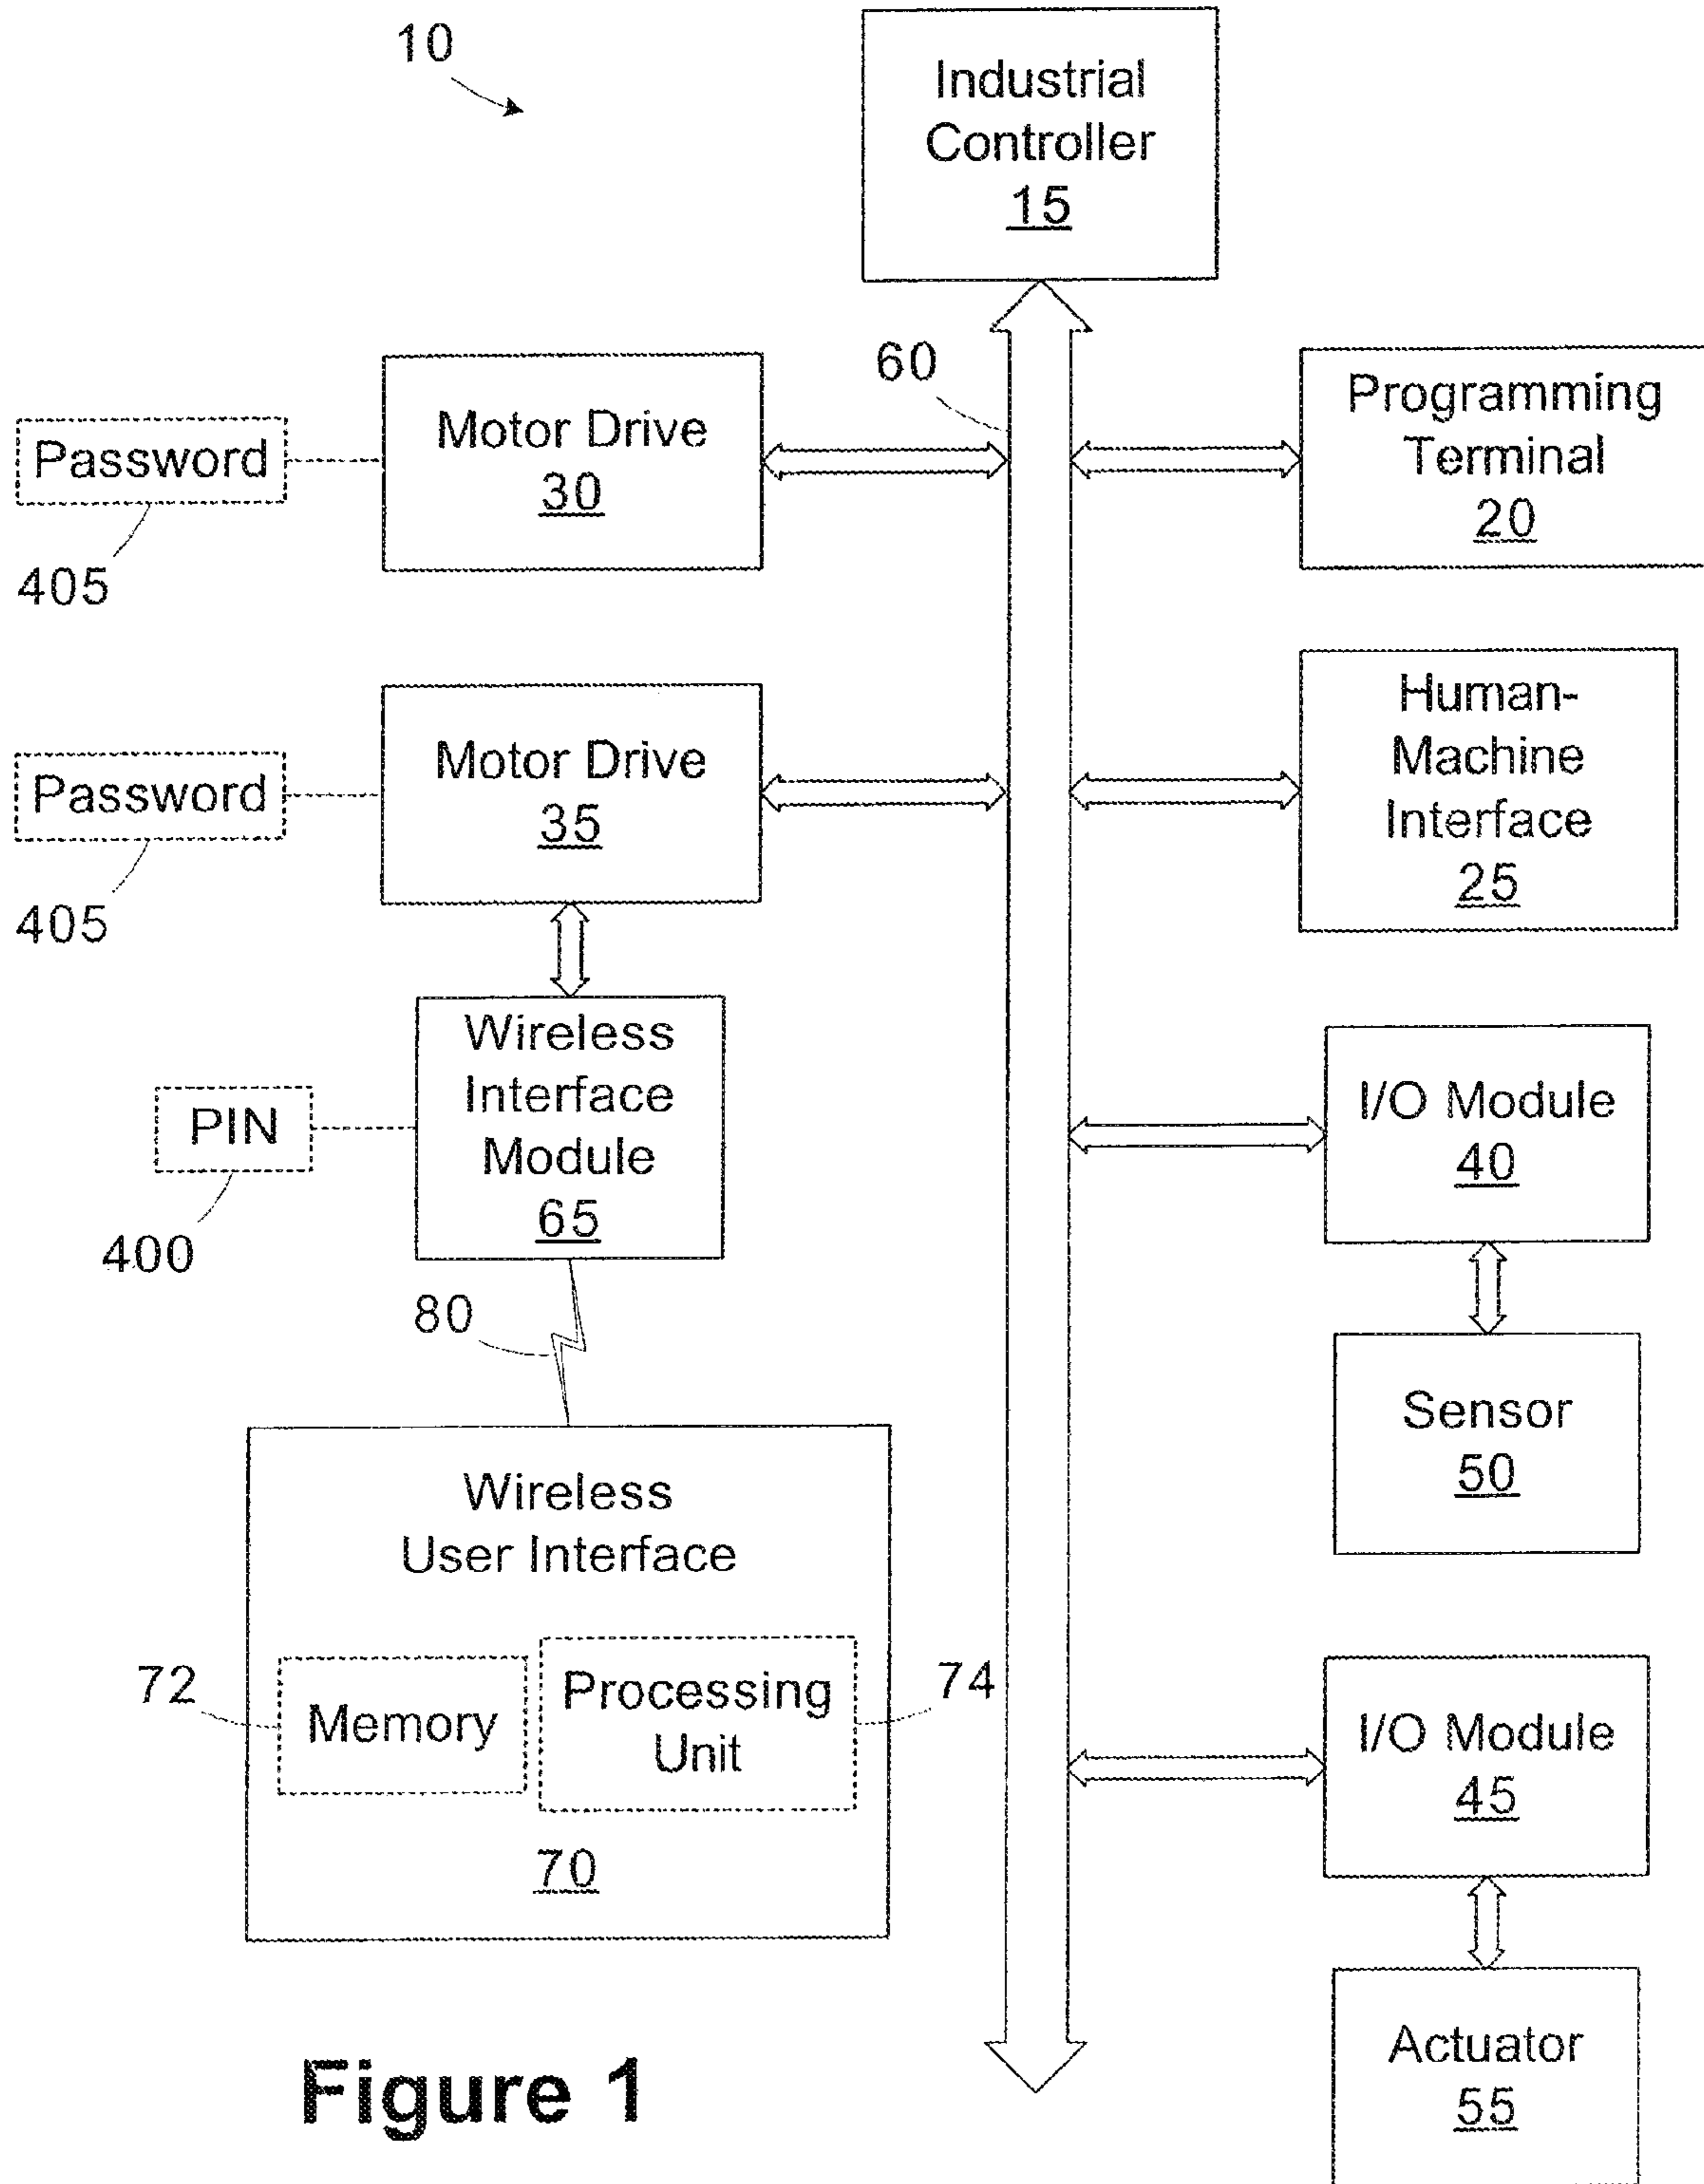 10
Industrial
Controller
15
60
Motor Drive
30
Password
405
Programming
Terminal
20
Motor Drive
35
Password
405
Human-
Machine
Interface
25
Wireless
Interface
Module
65
PIN
400
I/O Module
40
80
Sensor
50
Wireless
User Interface
72
Memory
Processing
Unit
74
70
I/O Module
45
Actuator
55
Figure 1